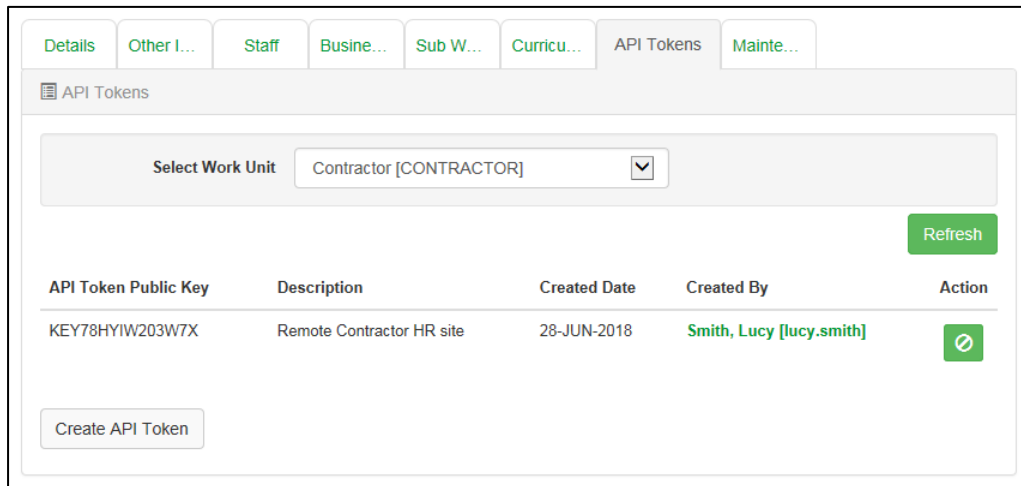 Details Other I... Staff Busine... Sub W... Curricu... API Tokens Mainte...
API Tokens
Select Work Unit Contractor [CONTRACTOR]
Refresh
API Token Public Key Description Created Date Created By Action
KEY78HYIW203W7X Remote Contractor HR site 28-JUN-2018 Smith, Lucy [lucy.smith]
Create API Token